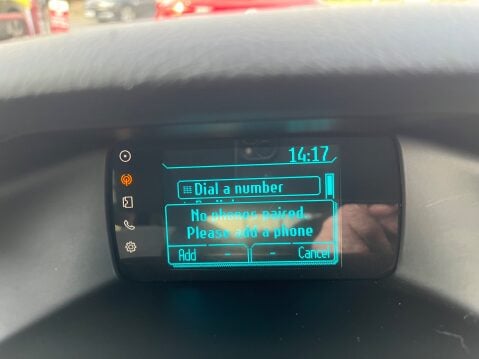 14:17
Dial a number
No phones paired.
Please add a phone
Add - - Cancel